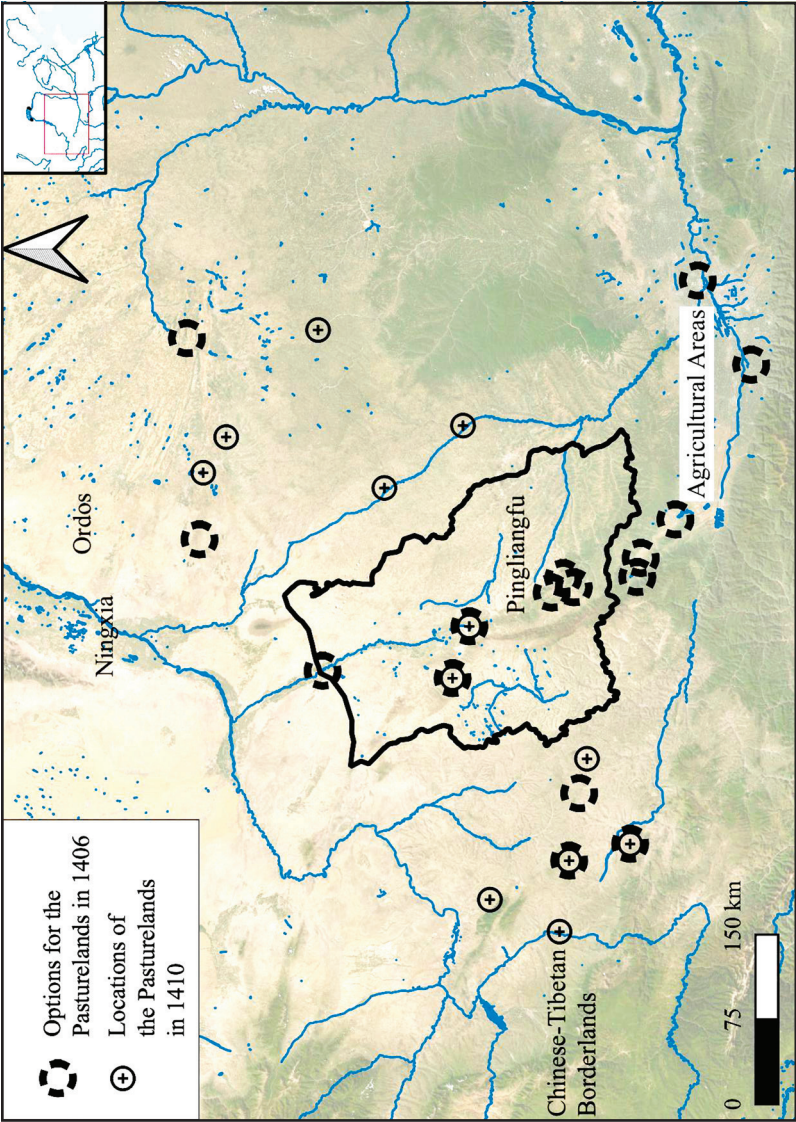 Options for the
Pasturelands in 1406
Locations of
the Pasturelands
in 1410
Ningxia
Ordos
Pingliangfu
Agricultural Areas
Chinese-Tibetan
Borderlands
0 75 150 km